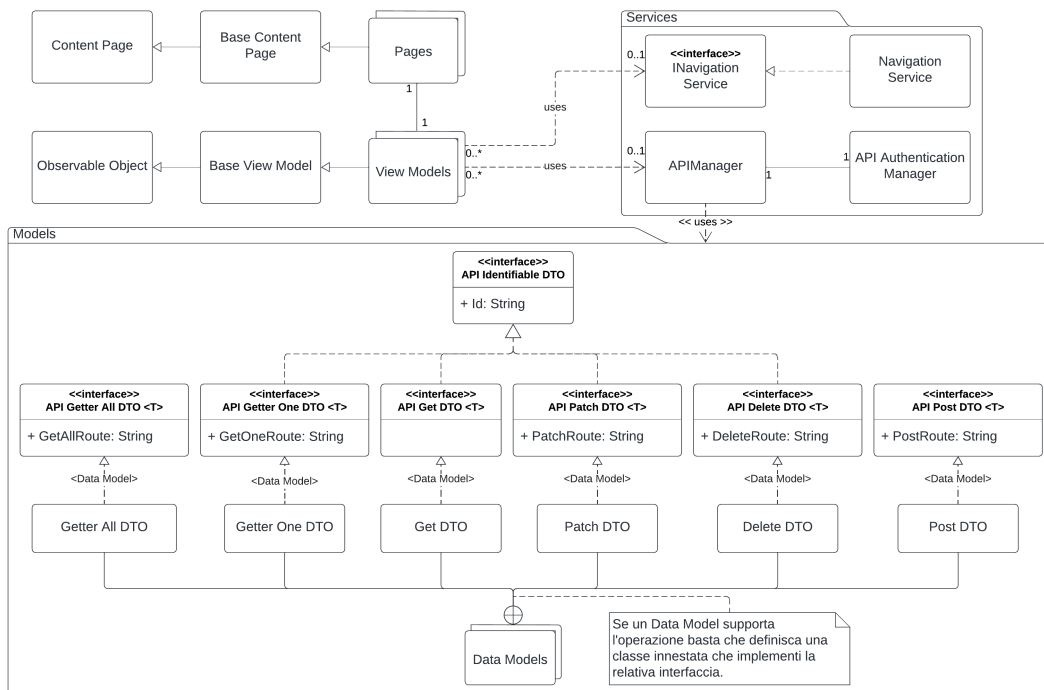 Services
Content Page
Base Content
Page
Pages
0..1
<<interface>>
INavigation
Service
Navigation
Service
1
uses
1
Observable Object
Base View Model
View Models
0..*
0..*
uses
0..1
APIManager
1
1
API Authentication
Manager
<< uses >>
Models
<<interface>>
API Identifiable DTO
+ Id: String
<<interface>>
API Getter All DTO <T>
+ GetAllRoute: String
<<interface>>
API Getter One DTO <T>
+ GetOneRoute: String
<<interface>>
API Get DTO <T>
<<interface>>
API Patch DTO <T>
+ PatchRoute: String
<<interface>>
API Delete DTO <T>
+ DeleteRoute: String
<<interface>>
API Post DTO <T>
+ PostRoute: String
<Data Model>
<Data Model>
<Data Model>
<Data Model>
<Data Model>
<Data Model>
Getter All DTO
Getter One DTO
Get DTO
Patch DTO
Delete DTO
Post DTO
Data Models
Se un Data Model supporta
l'operazione basta che definisca una
classe innestata che implementi la
relativa interfaccia.